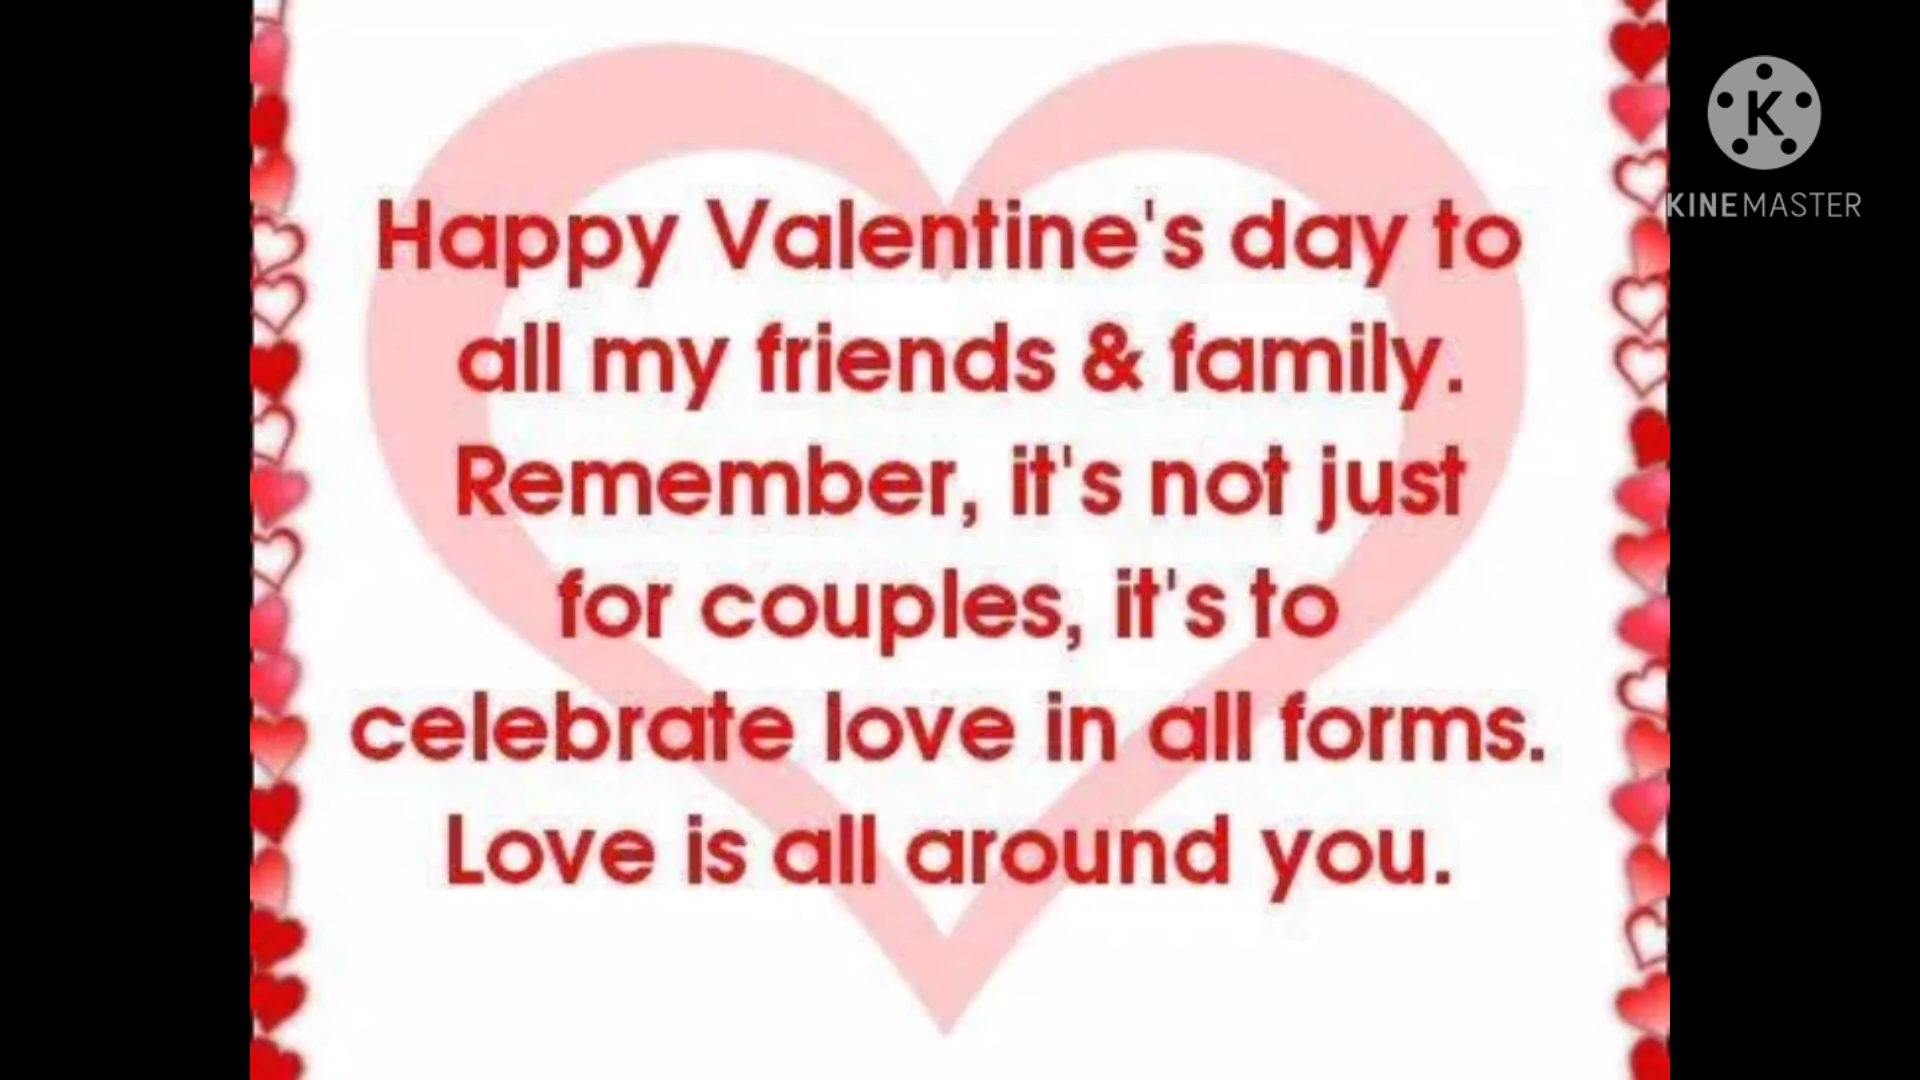 Happy Valentine's day to
all my friends & family.
Remember, it's not just
for couples, it's to
celebrate love in all forms.
Love is all around you.
K
KINEMASTER